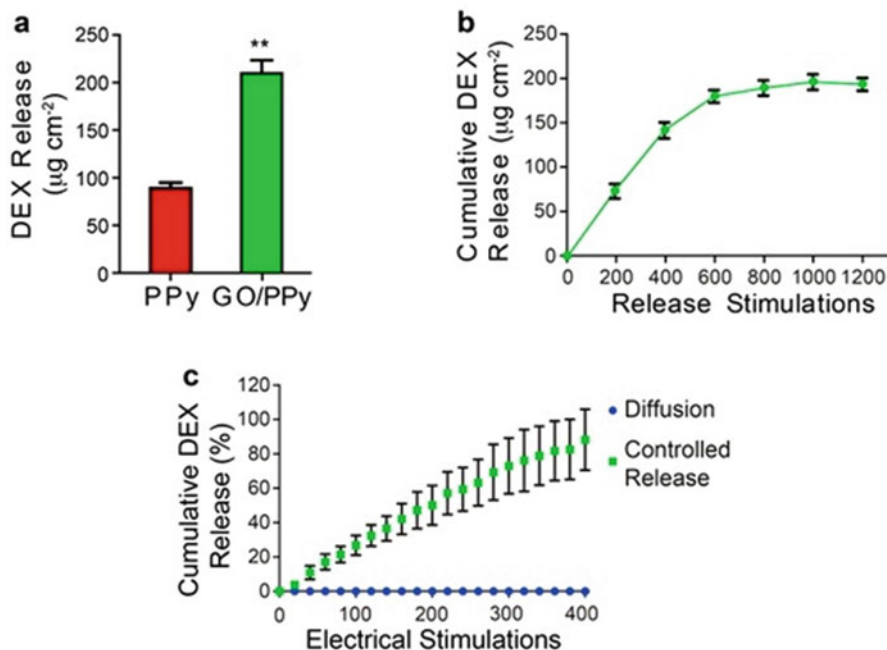 a
DEX Release
(µg cm⁻²)
250
200
150
100
50
0
**
PPy GO/PPy
b
Cumulative DEX
Release (µg cm⁻²)
250
200
150
100
50
0
0 200 400 600 800 1000 1200
Release Stimulations
c
Cumulative DEX
Release (%)
120
100
80
60
40
20
0
0 100 200 300 400
Electrical Stimulations
Diffusion
Controlled
Release